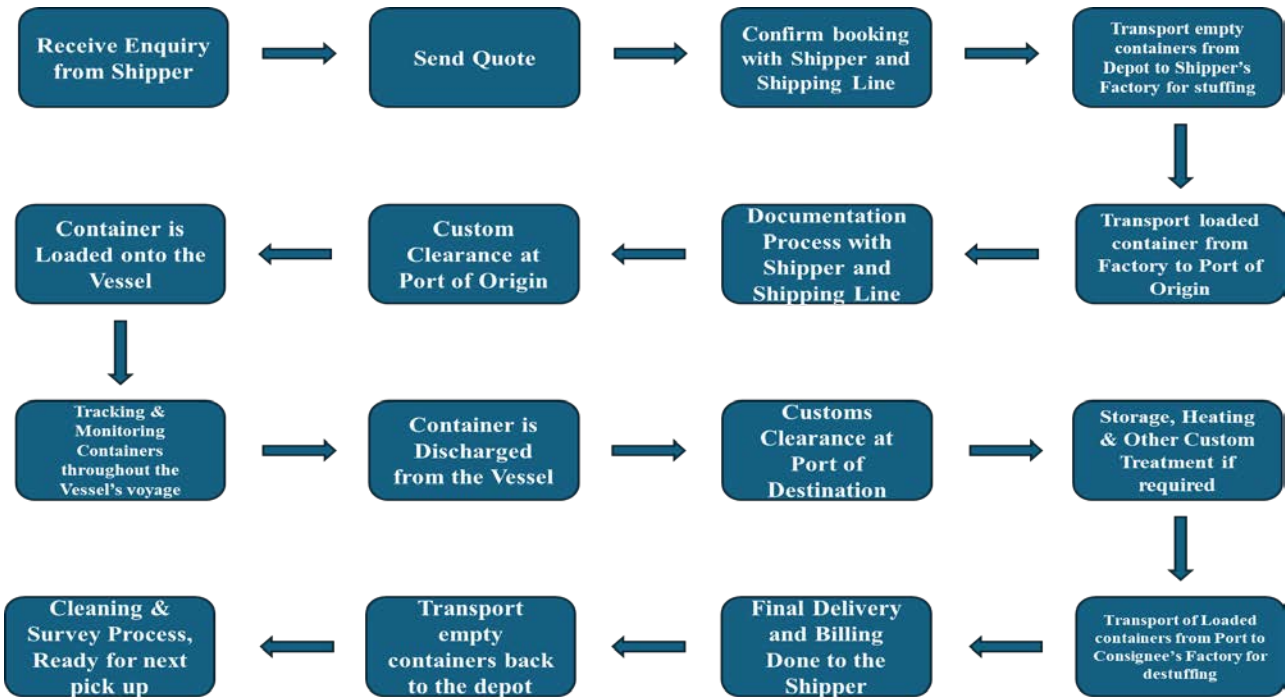 Receive Enquiry
from Shipper
Send Quote
Confirm booking
with Shipper and
Shipping Line
Transport empty
containers from
Depot to Shipper's
Factory for stuffing
Transport loaded
container from
Factory to Port of
Origin
Documentation
Process with
Shipper and
Shipping Line
Custom
Clearance at
Port of Origin
Container is
Loaded onto the
Vessel
Tracking &
Monitoring
Containers
throughout the
Vessel's voyage
Container is
Discharged
from the Vessel
Customs
Clearance at
Port of
Destination
Storage, Heating
& Other Custom
Treatment if
required
Transport of Loaded
containers from Port to
Consignee's Factory for
destuffing
Final Delivery
and Billing
Done to the
Shipper
Transport
empty
containers back
to the depot
Cleaning &
Survey Process,
Ready for next
pick up